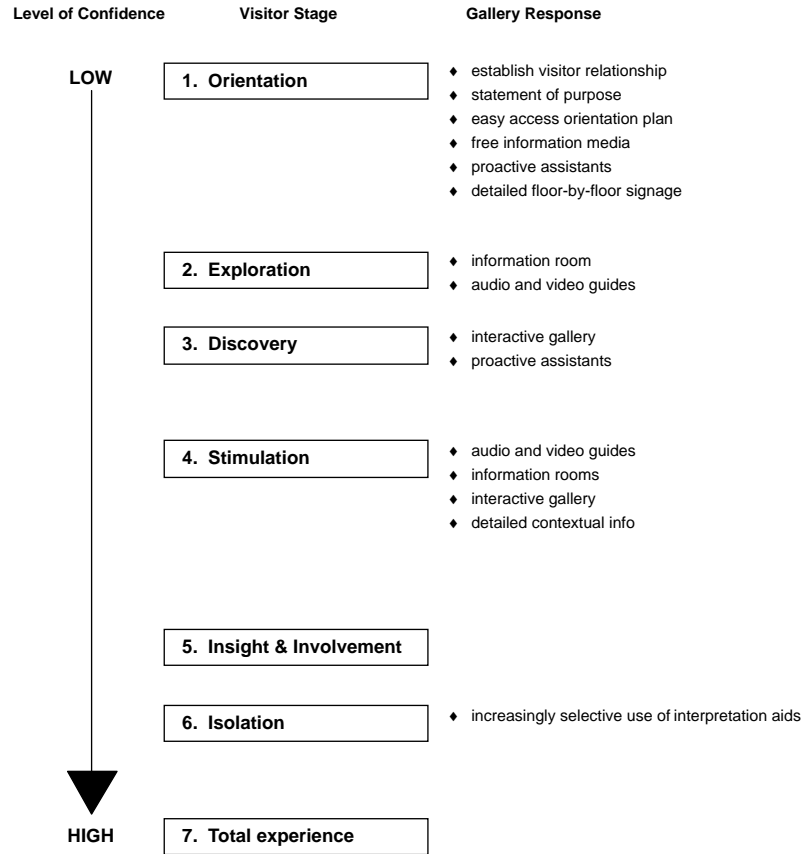 Level of Confidence Visitor Stage Gallery Response
LOW
1. Orientation
♦ establish visitor relationship
♦ statement of purpose
♦ easy access orientation plan
♦ free information media
♦ proactive assistants
♦ detailed floor-by-floor signage
2. Exploration
♦ information room
♦ audio and video guides
3. Discovery
♦ interactive gallery
♦ proactive assistants
4. Stimulation
♦ audio and video guides
♦ information rooms
♦ interactive gallery
♦ detailed contextual info
5. Insight & Involvement
6. Isolation
♦ increasingly selective use of interpretation aids
HIGH
7. Total experience